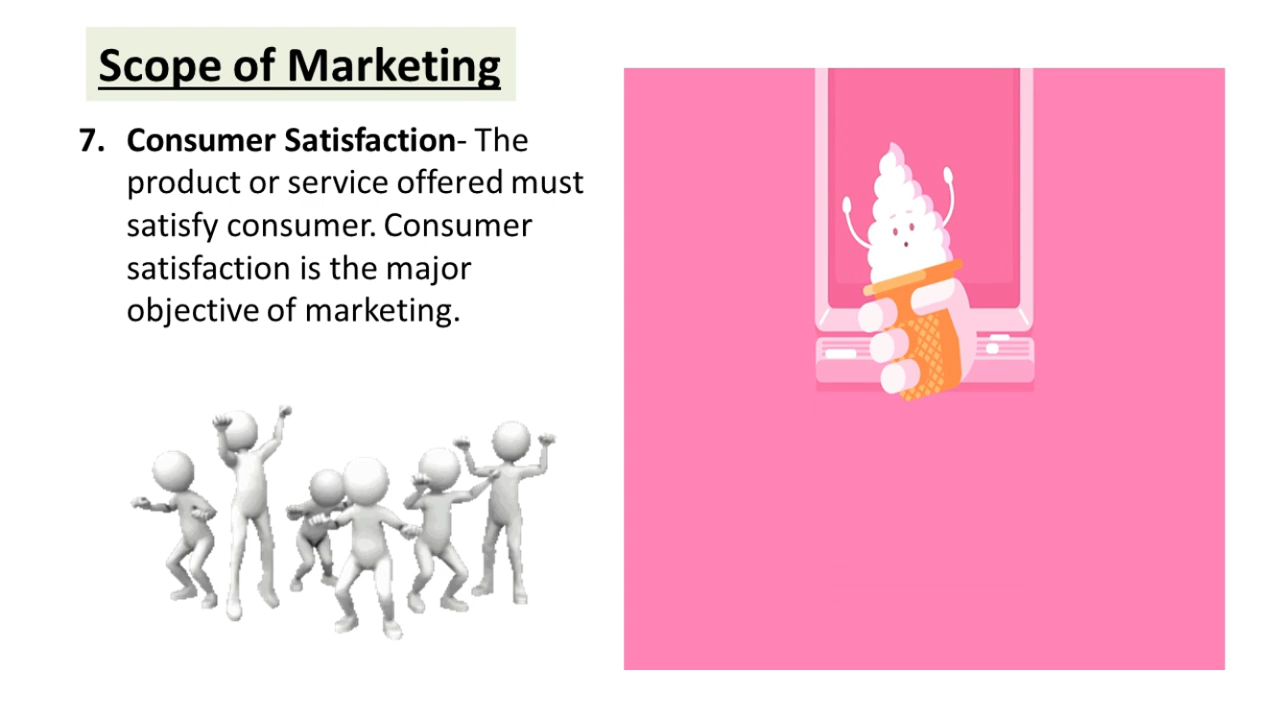 Scope of Marketing
7. Consumer Satisfaction- The
product or service offered must
satisfy consumer. Consumer
satisfaction is the major
objective of marketing.